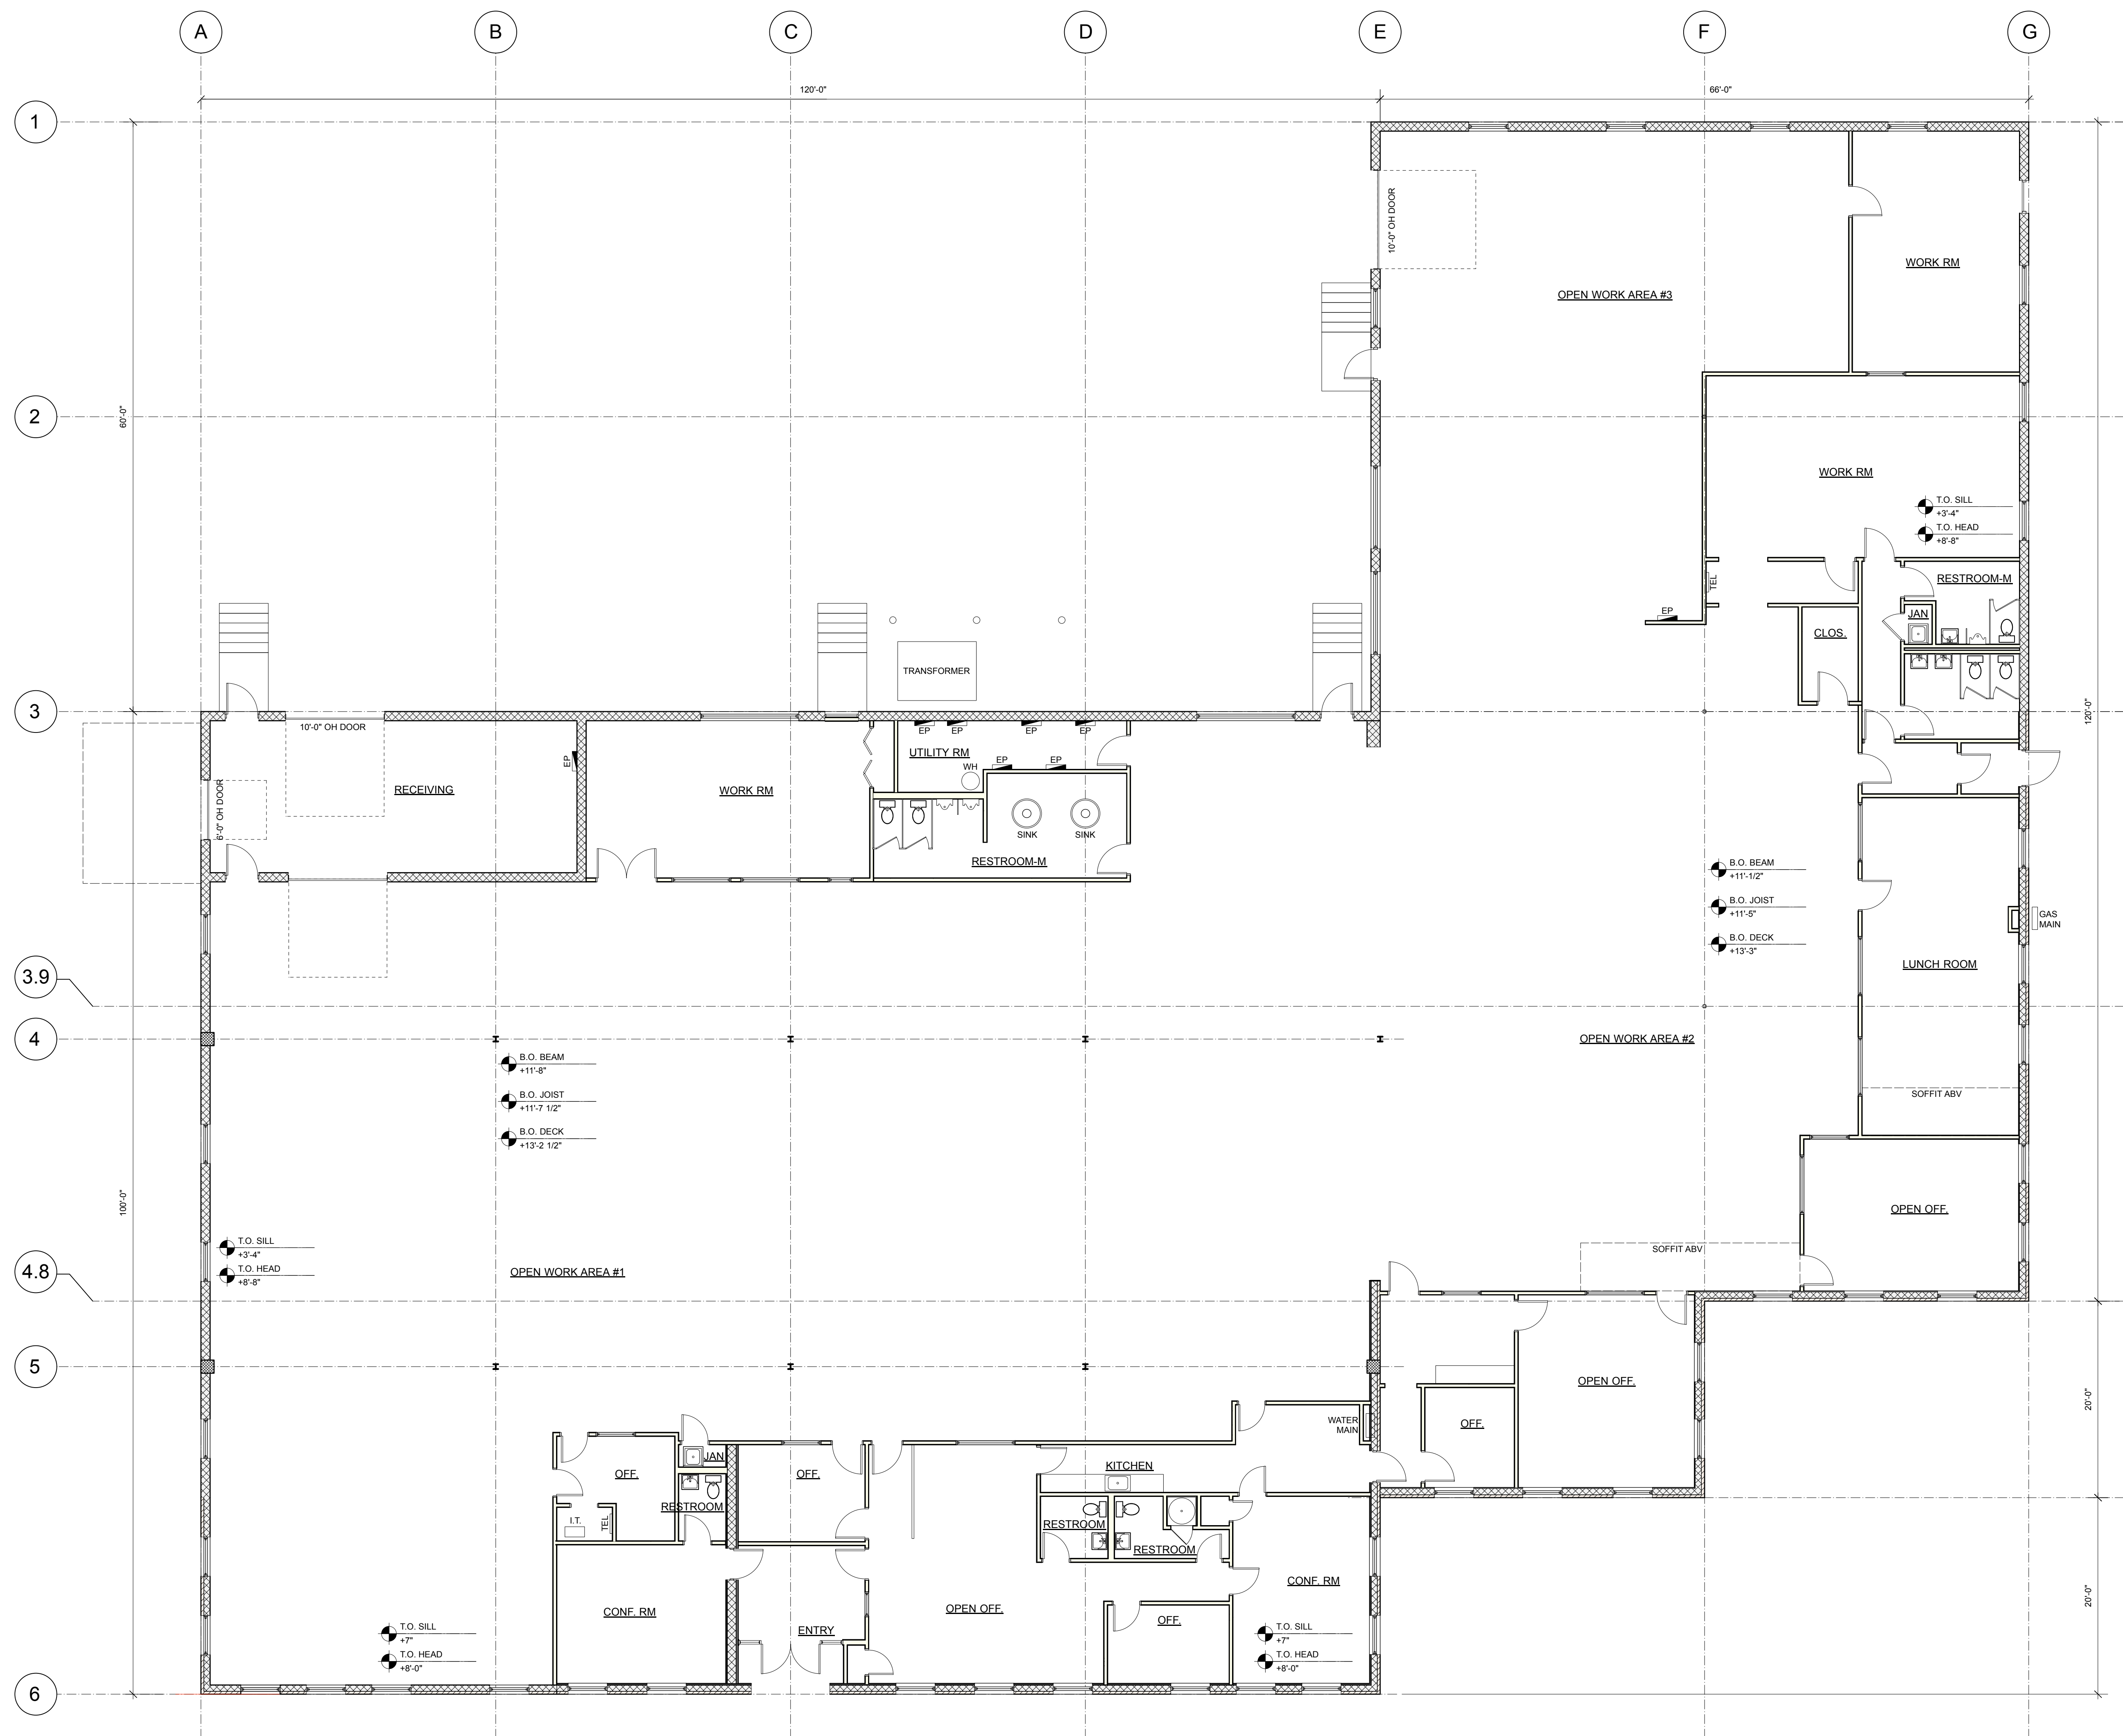 A B C D E F G
120'-0" 66'-0"
1
10'-0" OH DOOR
WORK RM
OPEN WORK AREA #3
2
60'-0"
WORK RM
T.O. SILL
+3'-4"
T.O. HEAD
+8'-8"
TEL
RESTROOM-M
EP
JAN
CLOS.
TRANSFORMER
3
120'-0"
10'-0" OH DOOR
EP EP EP EP
UTILITY RM
EP
WH
EP EP
6'-0" OH DOOR
RECEIVING
WORK RM
SINK SINK
RESTROOM-M
B.O. BEAM
+11'-1/2"
B.O. JOIST
+11'-5"
B.O. DECK
+13'-3"
GAS
MAIN
LUNCH ROOM
3.9
4
OPEN WORK AREA #2
B.O. BEAM
+11'-8"
B.O. JOIST
+11'-7 1/2"
B.O. DECK
+13'-2 1/2"
SOFFIT ABV
100'-0"
OPEN OFF.
T.O. SILL
+3'-4"
T.O. HEAD
+8'-8"
SOFFIT ABV
4.8
OPEN WORK AREA #1
5
OPEN OFF.
20'-0"
WATER
MAIN
OFF.
JAN
KITCHEN
OFF.
OFF.
RESTROOM
I.T.
TEL
RESTROOM
RESTROOM
CONF. RM
20'-0"
CONF. RM
OPEN OFF.
OFF.
ENTRY
T.O. SILL
+7"
T.O. HEAD
+8'-0"
T.O. SILL
+7"
T.O. HEAD
+8'-0"
6